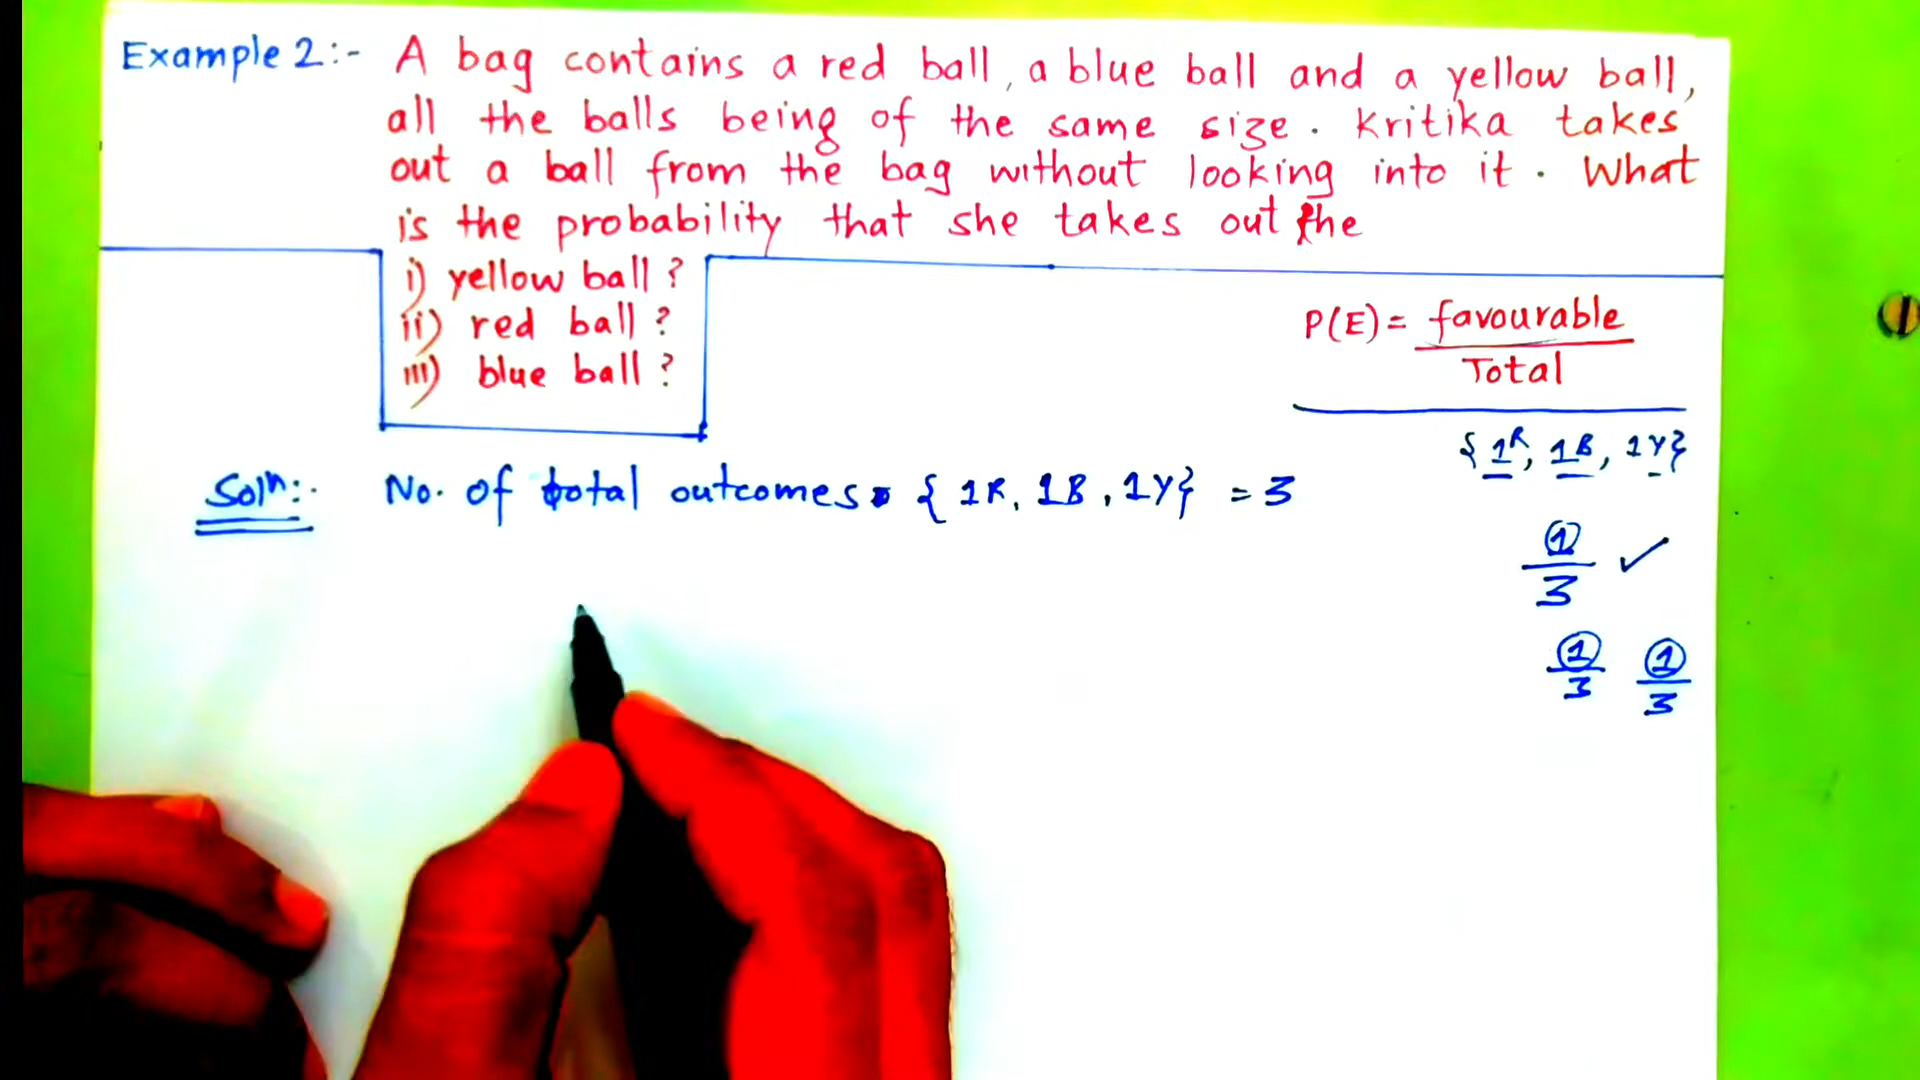 Example 2:- A bag contains a red ball, a blue ball and a yellow ball,
all the balls being of the same size. Kritika takes
out a ball from the bag without looking into it. What
is the probability that she takes out the
i) yellow ball ?
ii) red ball ?
iii) blue ball ?
P(E) = favourable
Total
{1R, 1B, 1Y}
Soln:- No. of total outcomes {1R, 1B, 1Y} = 3
1
3 ✓
1 1
3 3